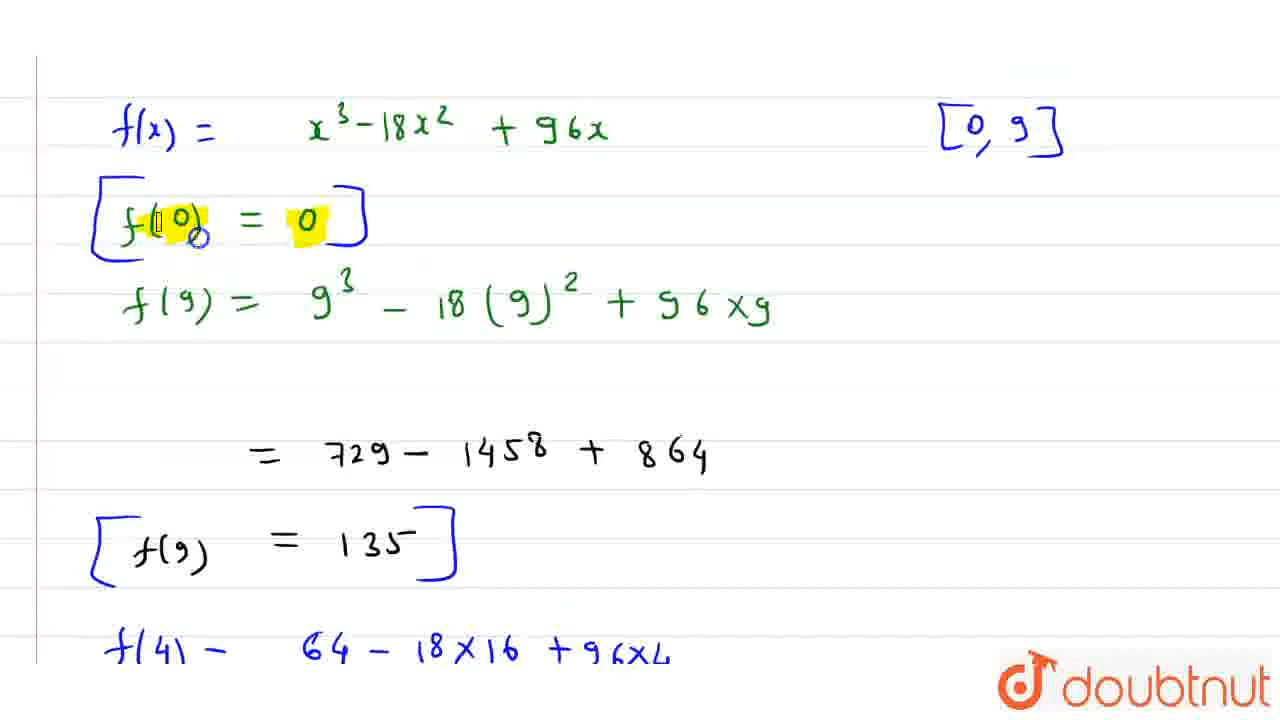 f(x) = x³ - 18x² + 96x [0, 9]
[f(0) = 0]
f(9) = 9³ - 18(9)² + 96×9
= 729 - 1458 + 864
[f(9) = 135]
f(4) - 64 - 18×16 + 96×4
doubtnut